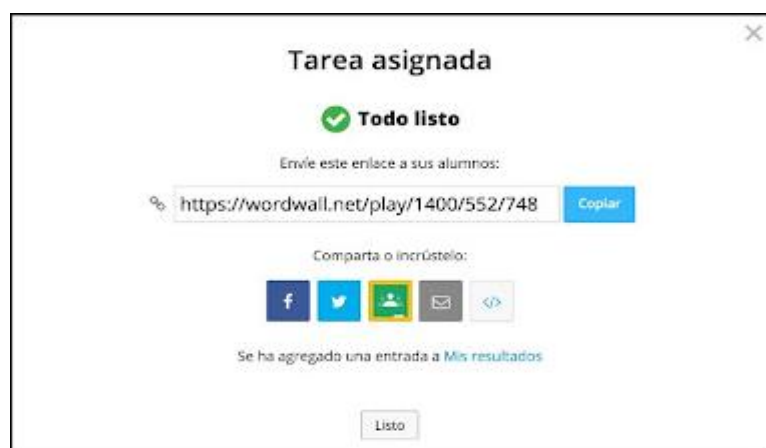 Tarea asignada
Todo listo
Envíe este enlace a sus alumnos:
https://wordwall.net/play/1400/552/748 Copiar
Comparta o incrústelo:
f </>
Se ha agregado una entrada a Mis resultados
Listo